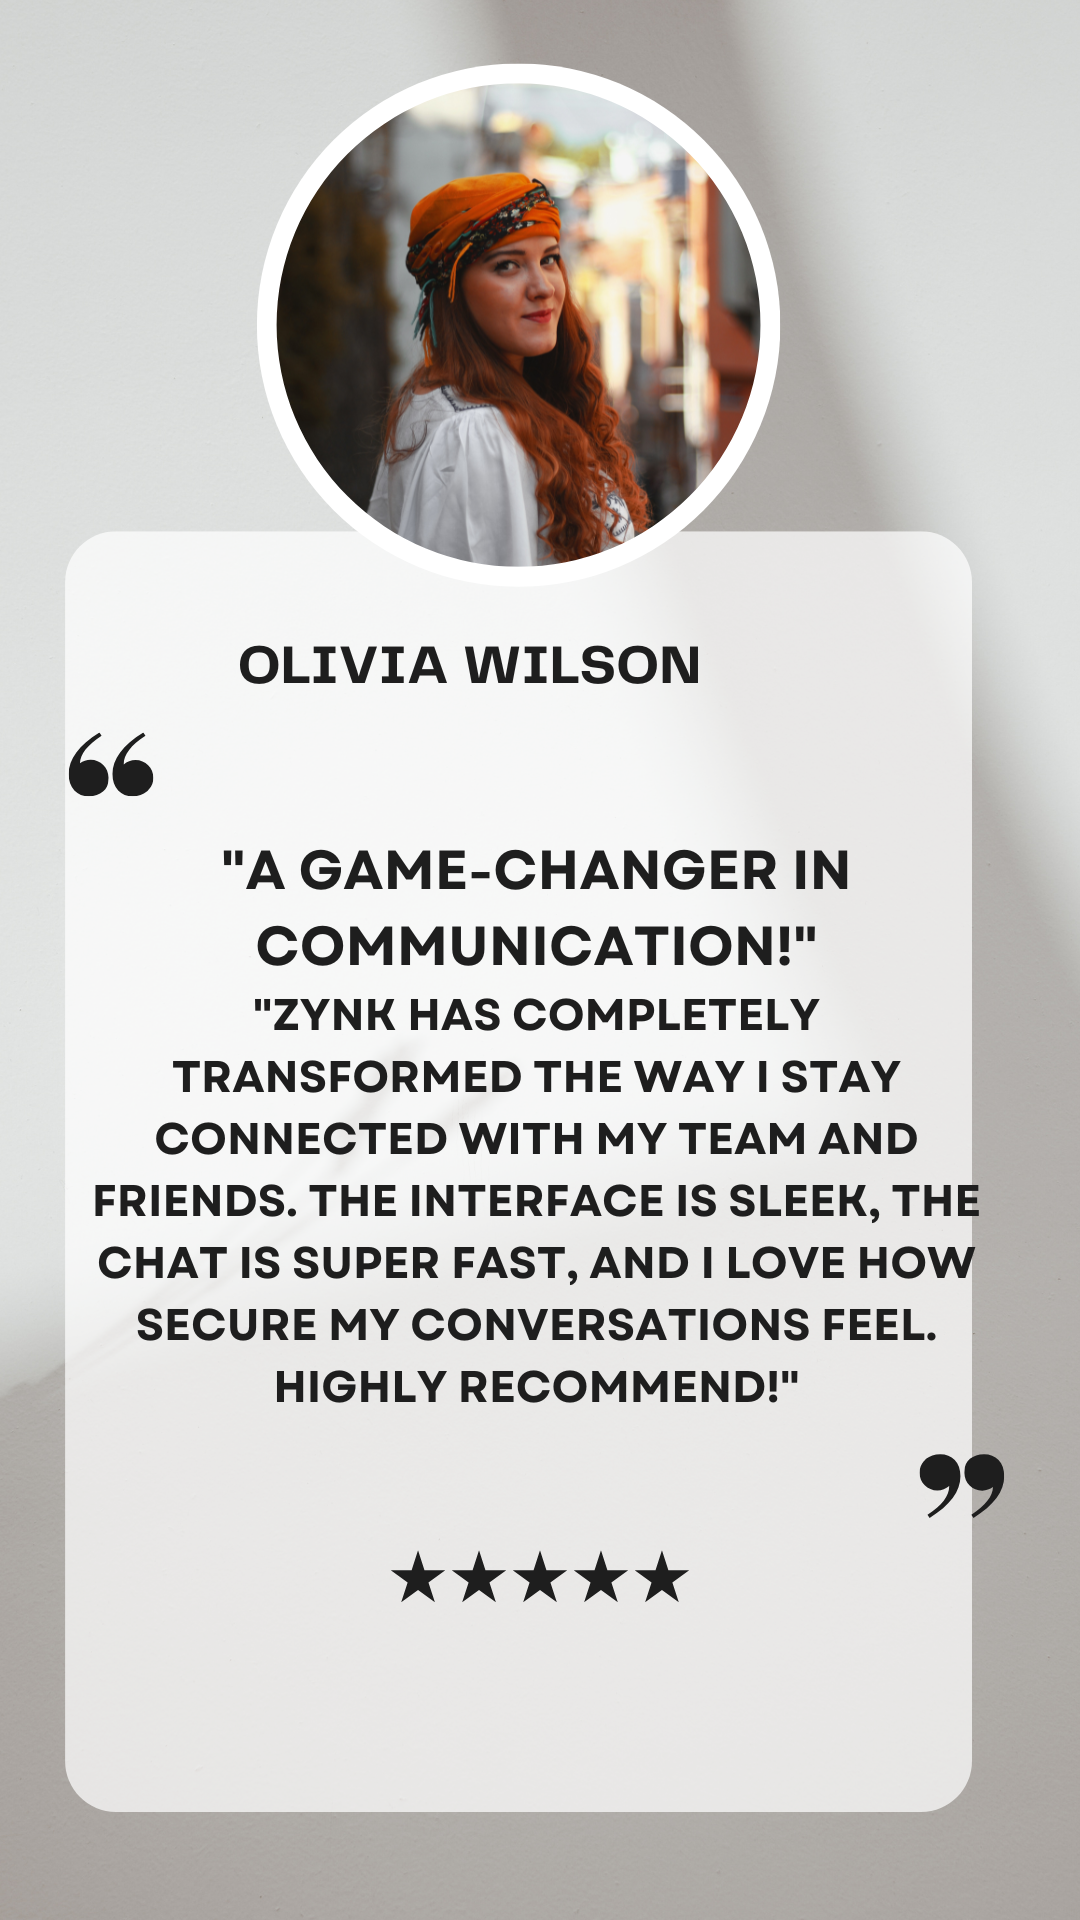 OLIVIA WILSON
“
"A GAME-CHANGER IN
COMMUNICATION!"
"ZYNK HAS COMPLETELY
TRANSFORMED THE WAY I STAY
CONNECTED WITH MY TEAM AND
FRIENDS. THE INTERFACE IS SLEEK, THE
CHAT IS SUPER FAST, AND I LOVE HOW
SECURE MY CONVERSATIONS FEEL.
HIGHLY RECOMMEND!"
”
★★★★★